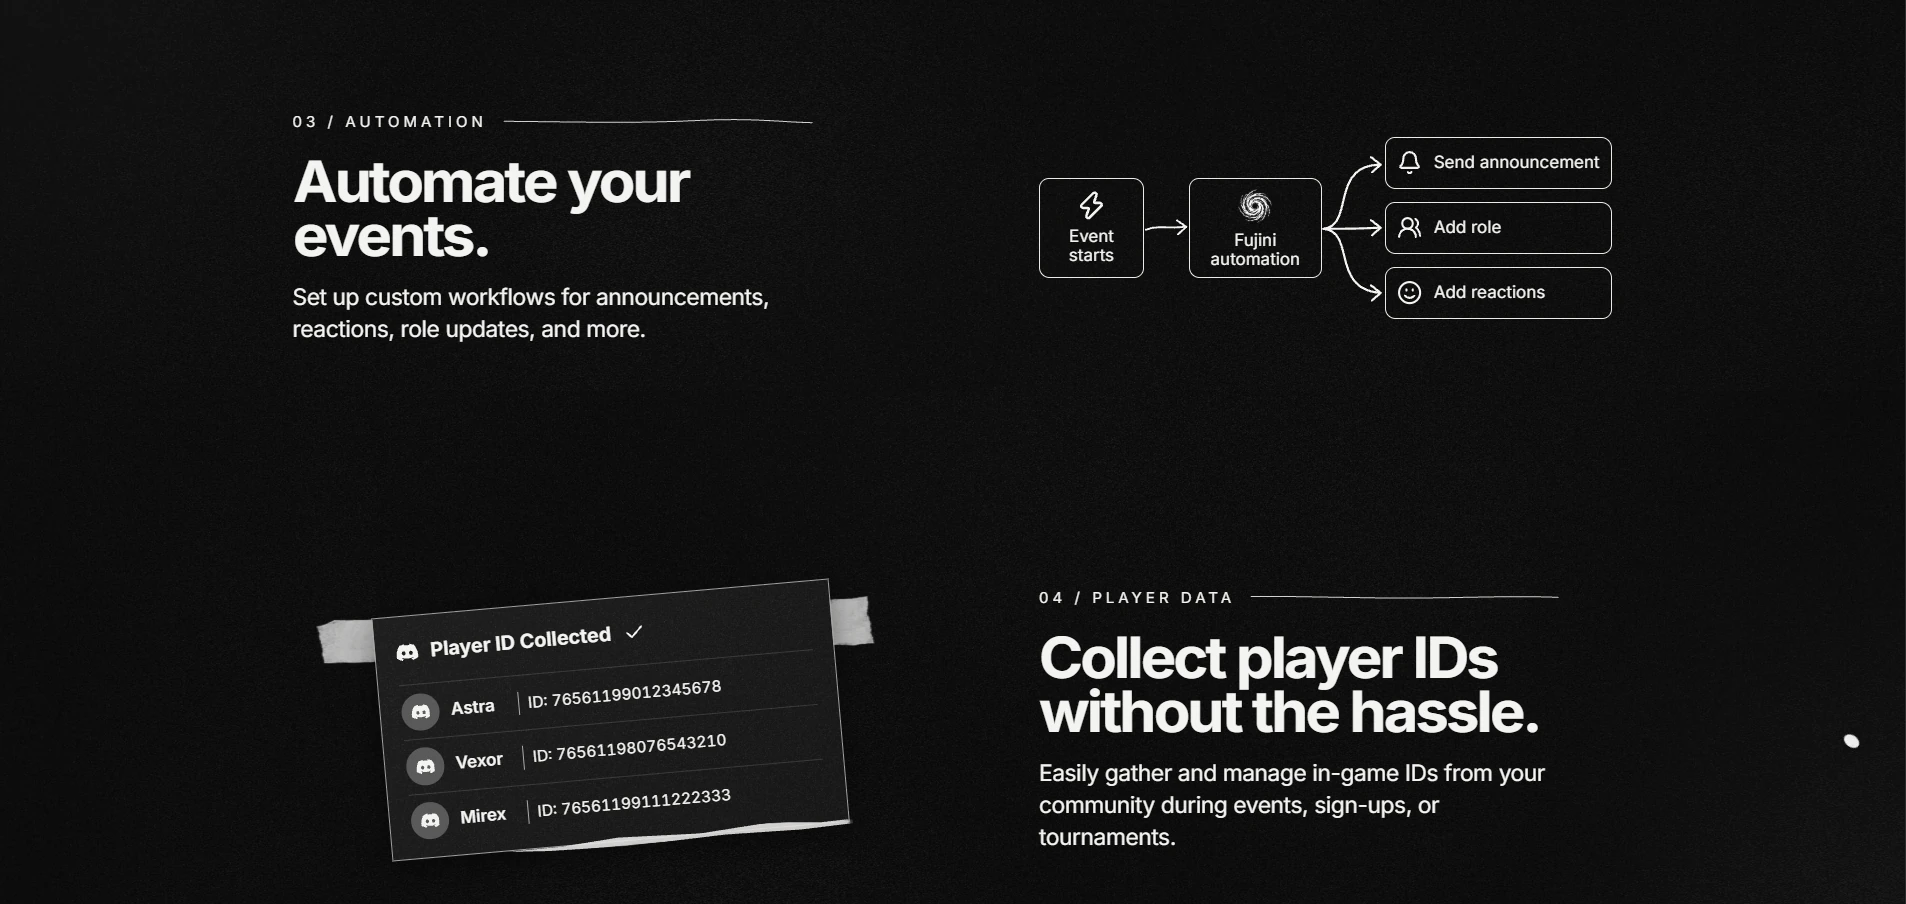 03 / AUTOMATION
Automate your
events.
Set up custom workflows for announcements,
reactions, role updates, and more.
Event
starts
Fujini
automation
Send announcement
Add role
Add reactions
Player ID Collected
Astra
ID: 76561199012345678
Vexor
ID: 76561198076543210
Mirex
ID: 76561199111222333
04 / PLAYER DATA
Collect player IDs
without the hassle.
Easily gather and manage in-game IDs from your
community during events, sign-ups, or
tournaments.